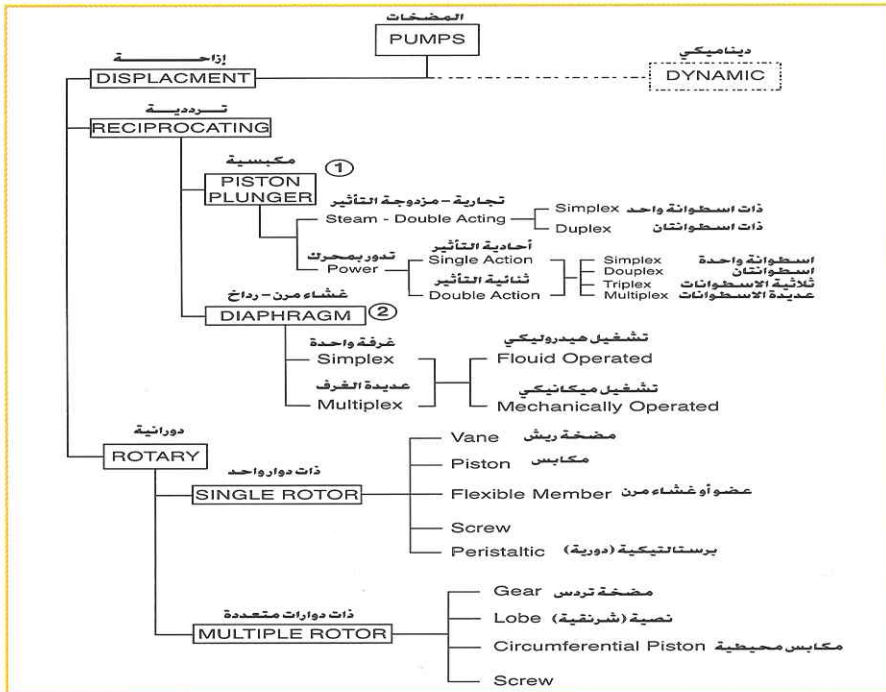 المضخات
PUMPS
ديناميكي
DYNAMIC
إزاحـــــة
DISPLACMENT
تـــرددیـــة
RECIPROCATING
مكبسية
①
PISTON
PLUNGER
تجارية - مزدوجة التأثير
Steam - Double Acting
Simplex ذات اسطوانة واحد
Duplex ذات اسطوانتان
تدور بمحرك
Power
أحادية التأثير
Single Action
ثنائية التأثير
Double Action
Simplex اسطوانة واحدة
Douplex اسطوانتان
Triplex ثلاثية الاسطوانات
Multiplex عديدة الاسطوانات
غشاء مرن - رداخ
DIAPHRAGM ②
غرفة واحدة
Simplex
عديدة الغرف
Multiplex
تشغيل هيدروليكي
Flouid Operated
تشغيل ميكانيكي
Mechanically Operated
دورانية
ROTARY
ذات دوار واحد
SINGLE ROTOR
Vane مضخة ريش
Piston مكابس
Flexible Member عضو أو غشاء مرن
Screw
Peristaltic برستالتيكية (دورية)
ذات دوارات متعددة
MULTIPLE ROTOR
Gear مضخة تردس
Lobe نصية (شرنقية)
Circumferential Piston مكابس محيطية
Screw